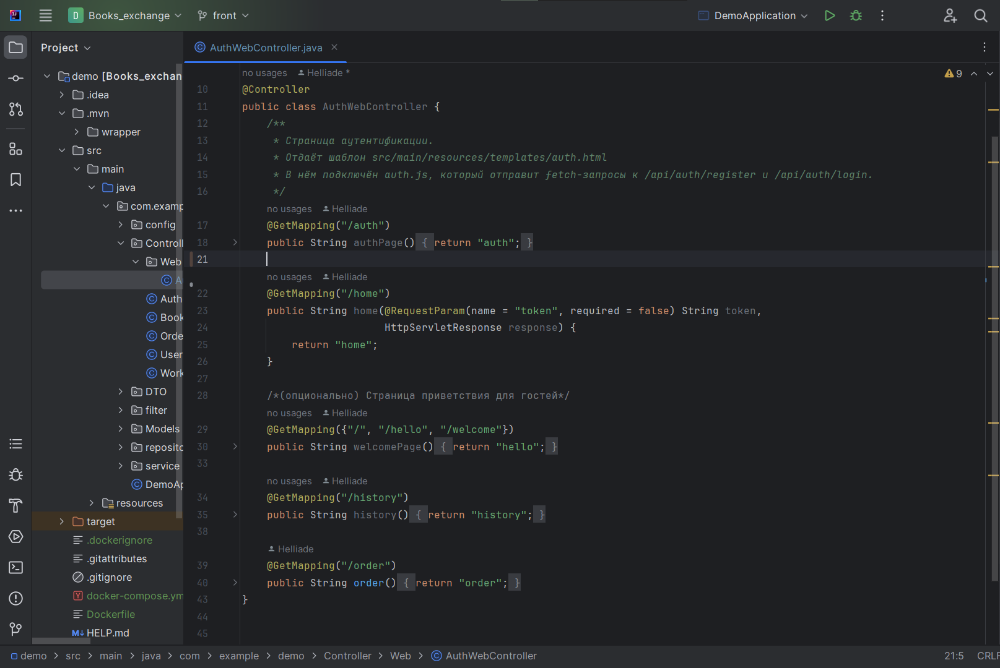 D Books_exchange front DemoApplication
Project
AuthWebController.java
demo [Books_exchan
.idea
.mvn
wrapper
src
main
java
com.examp
config
Controll
Web
A
Auth
Book
Orde
User
Work
DTO
filter
Models
reposito
service
DemoAp
resources
target
.dockerignore
.gitattributes
.gitignore
docker-compose.ym
Dockerfile
M↓ HELP.md
no usages Helliade *
9
10 @Controller
11 public class AuthWebController {
12 /**
13 * Страница аутентификации.
14 * Отдаёт шаблон src/main/resources/templates/auth.html
15 * В нём подключён auth.js, который отправит fetch-запросы к /api/auth/register и /api/auth/login.
16 */
no usages Helliade
17 @GetMapping("/auth")
18 public String authPage() { return "auth"; }
21
no usages Helliade
22 @GetMapping("/home")
23 public String home(@RequestParam(name = "token", required = false) String token,
24 HttpServletResponse response) {
25 return "home";
26 }
27
28 /*(опционально) Страница приветствия для гостей*/
no usages Helliade
29 @GetMapping({"/", "/hello", "/welcome"})
30 public String welcomePage() { return "hello"; }
33
no usages Helliade
34 @GetMapping("/history")
35 public String history() { return "history"; }
38
Helliade
39 @GetMapping("/order")
40 public String order() { return "order"; }
43 }
44
45
demo > src > main > java > com > example > demo > Controller > Web > AuthWebController
21:5 CRLF